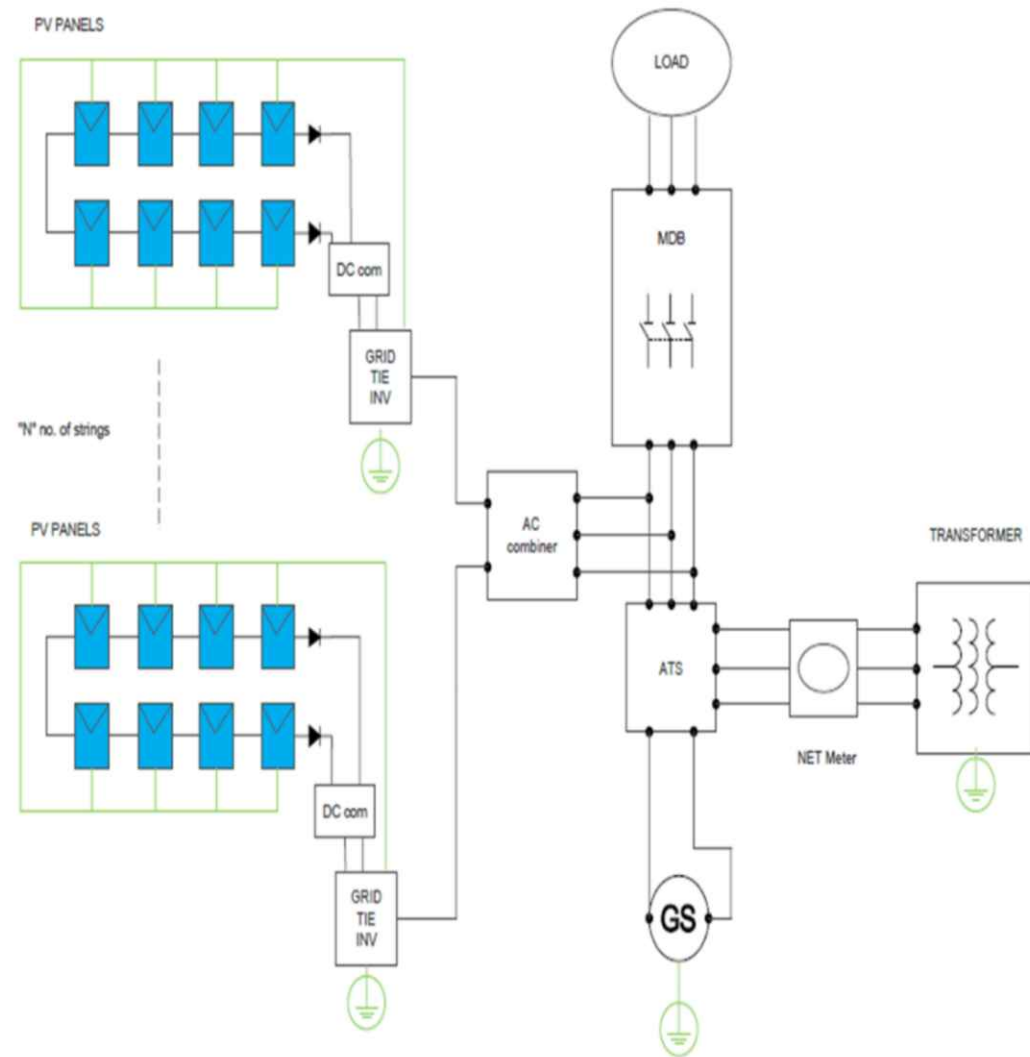 PV PANELS
LOAD
MDB
DC com
GRID
TIE
INV
"N" no. of strings
AC
combiner
PV PANELS
TRANSFORMER
ATS
NET Meter
DC com
GRID
TIE
INV
GS